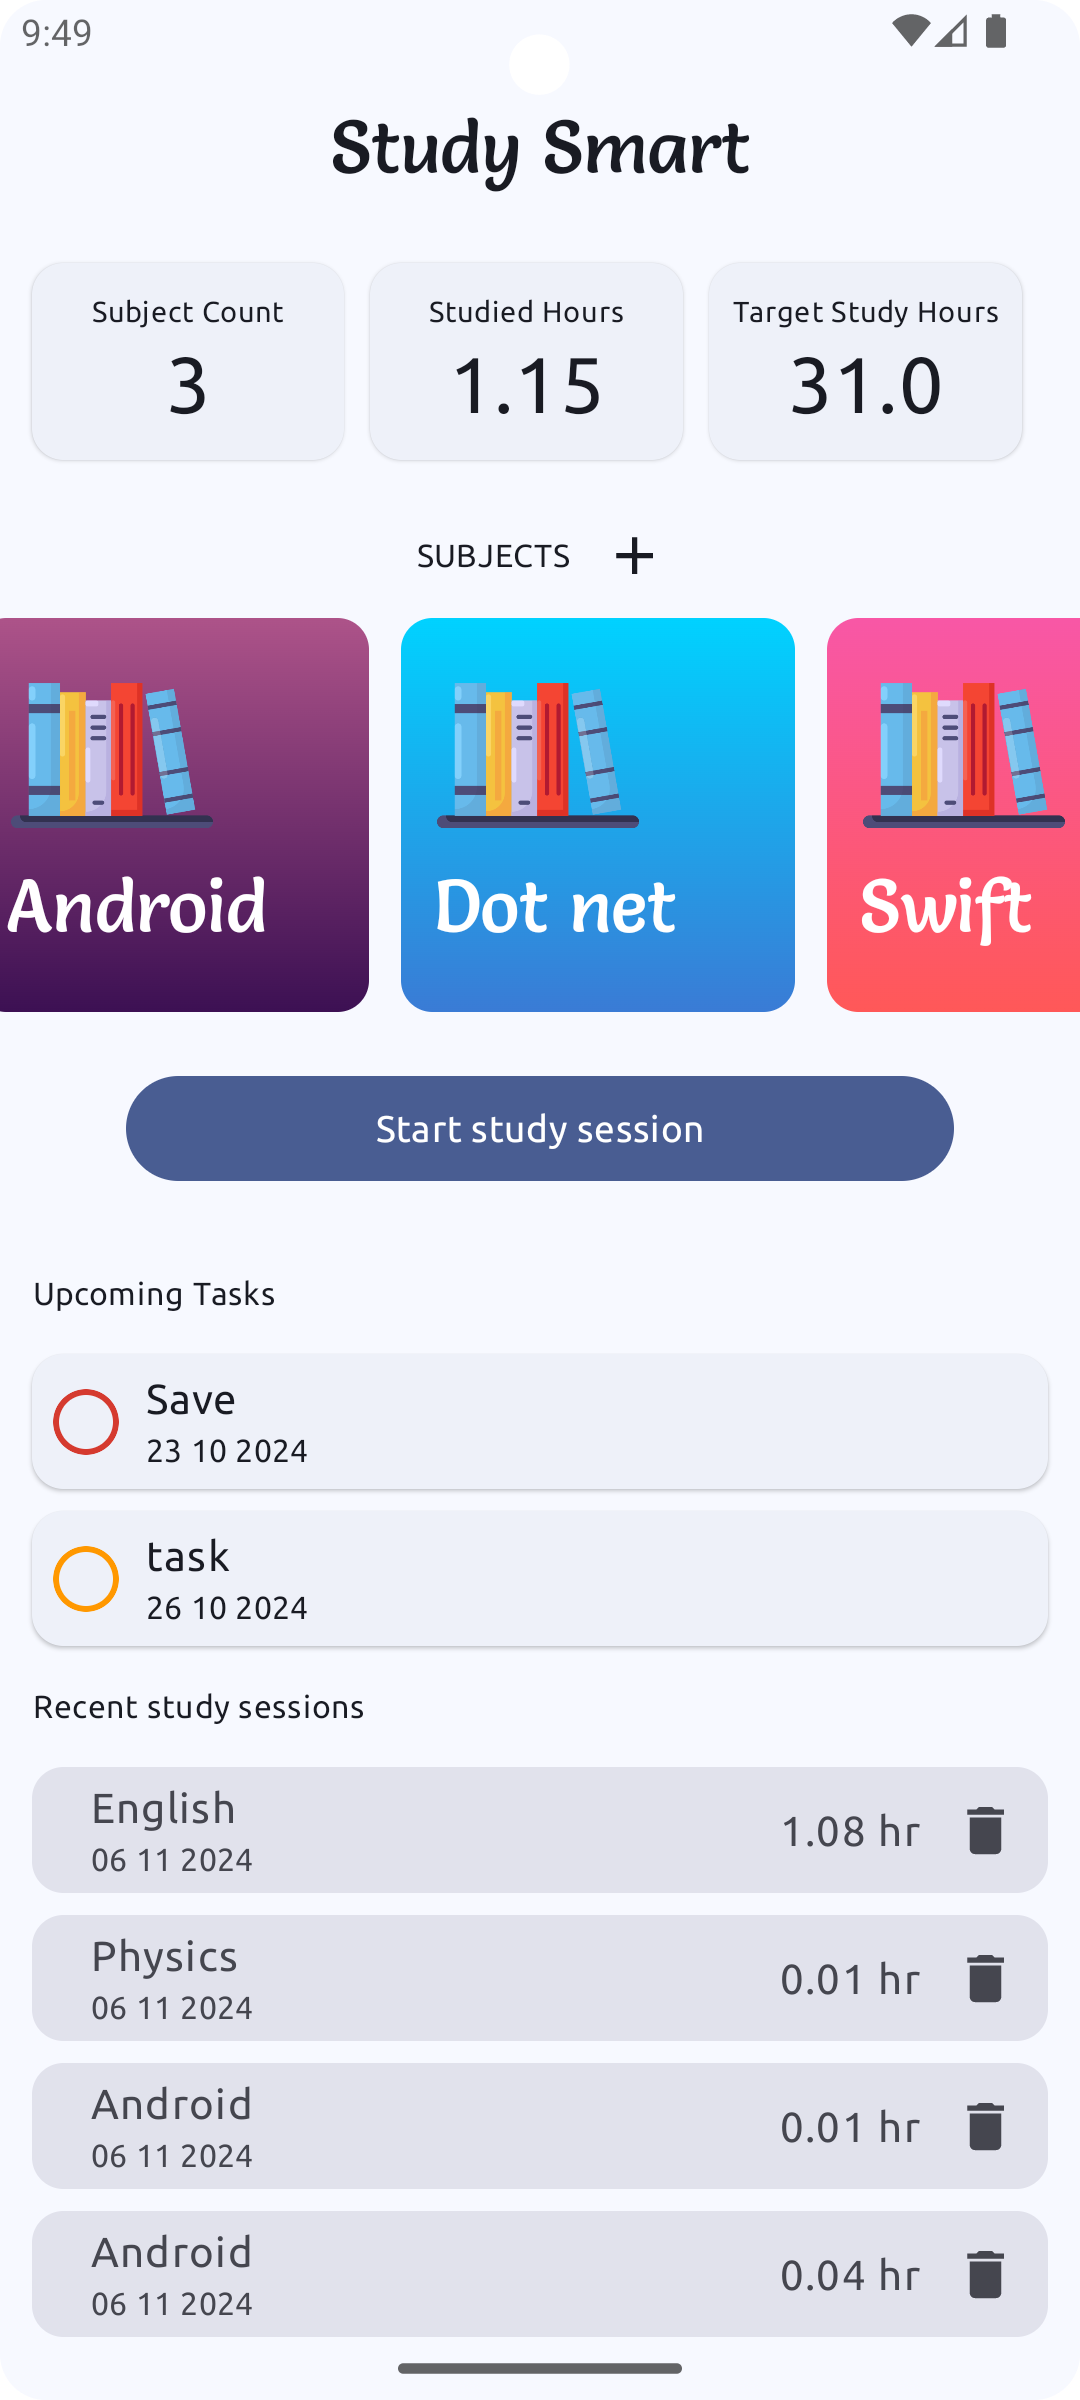 9:49
Study Smart
Subject Count
3
Studied Hours
1.15
Target Study Hours
31.0
SUBJECTS +
Android
Dot net
Swift
Start study session
Upcoming Tasks
Save
23 10 2024
task
26 10 2024
Recent study sessions
English
06 11 2024
1.08 hr
Physics
06 11 2024
0.01 hr
Android
06 11 2024
0.01 hr
Android
06 11 2024
0.04 hr